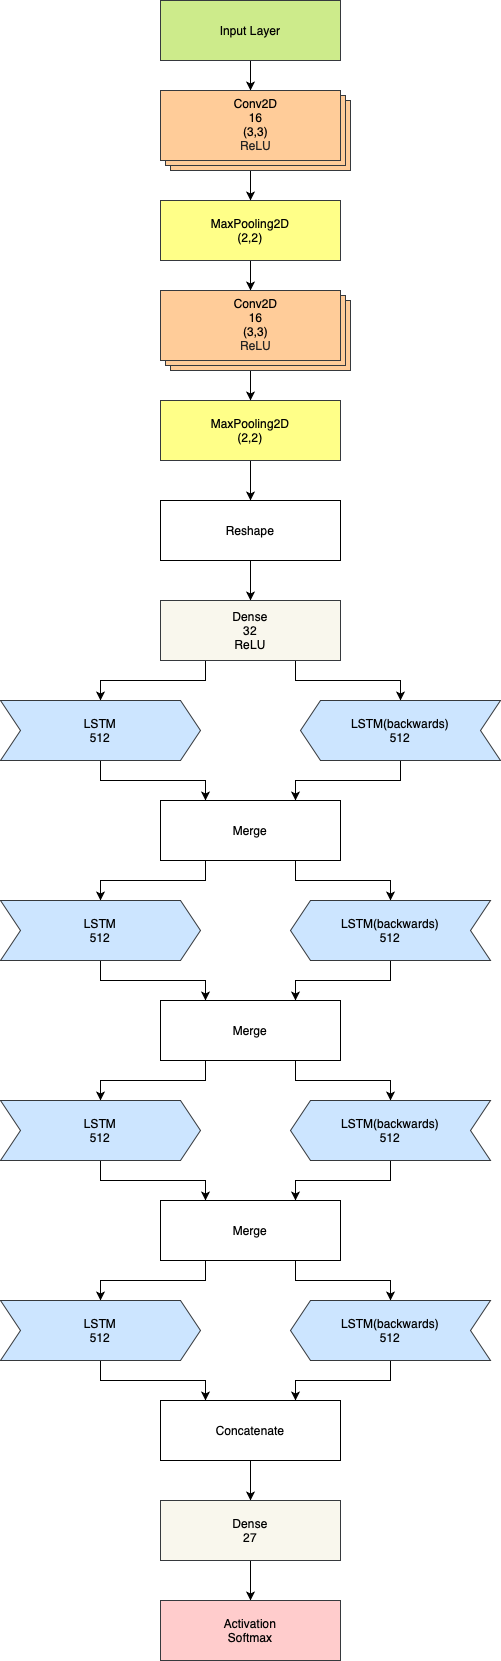 Input Layer
Conv2D
16
(3,3)
ReLU
MaxPooling2D
(2,2)
Conv2D
16
(3,3)
ReLU
MaxPooling2D
(2,2)
Reshape
Dense
32
ReLU
LSTM
512
LSTM(backwards)
512
Merge
LSTM
512
LSTM(backwards)
512
Merge
LSTM
512
LSTM(backwards)
512
Merge
LSTM
512
LSTM(backwards)
512
Concatenate
Dense
27
Activation
Softmax